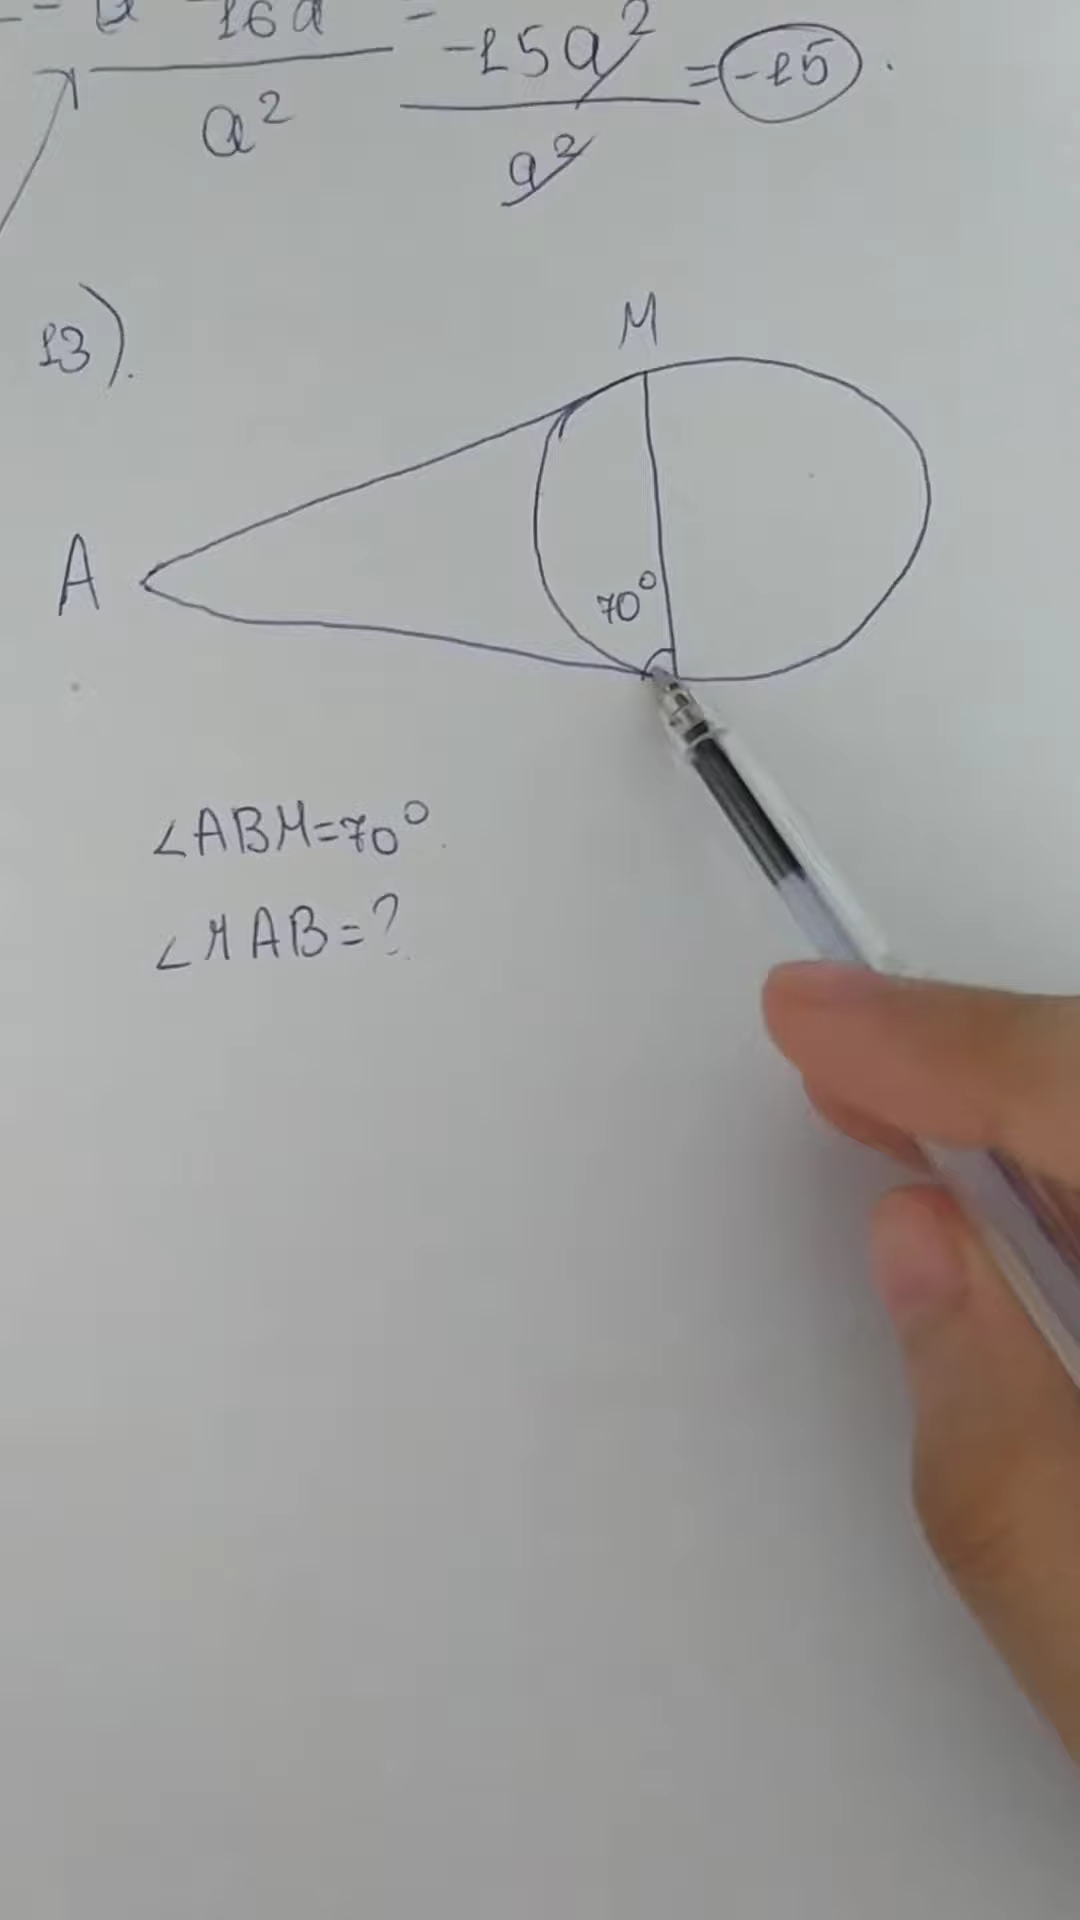 16a = -15a² = -15.
a² a²
13).
M
A
70°
∠ABM=70°
∠MAB=?